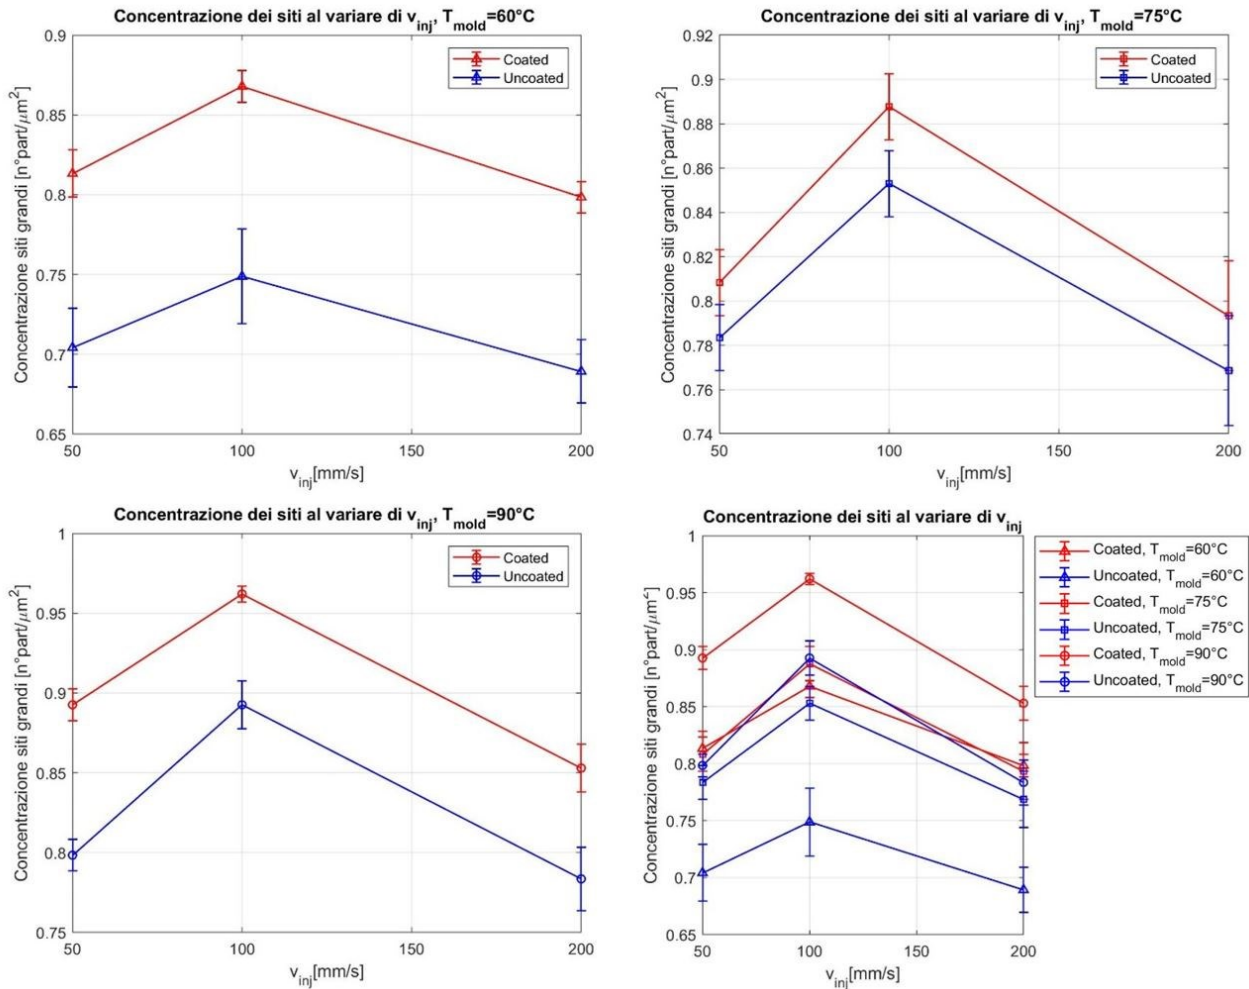 Concentrazione dei siti al variare di v_inj, T_mold=60°C
Concentrazione siti grandi [n°part/μm²]
0.9
0.85
0.8
0.75
0.7
0.65
50
100
150
200
v_inj[mm/s]
Coated
Uncoated
Concentrazione dei siti al variare di v_inj, T_mold=75°C
Concentrazione siti grandi [n°part/μm²]
0.92
0.9
0.88
0.86
0.84
0.82
0.8
0.78
0.76
0.74
50
100
150
200
v_inj[mm/s]
Coated
Uncoated
Concentrazione dei siti al variare di v_inj, T_mold=90°C
Concentrazione siti grandi [n°part/μm²]
1
0.95
0.9
0.85
0.8
0.75
50
100
150
200
v_inj[mm/s]
Coated
Uncoated
Concentrazione dei siti al variare di v_inj
Concentrazione siti grandi [n°part/μm²]
1
0.95
0.9
0.85
0.8
0.75
0.7
0.65
50
100
150
200
v_inj[mm/s]
Coated, T_mold=60°C
Uncoated, T_mold=60°C
Coated, T_mold=75°C
Uncoated, T_mold=75°C
Coated, T_mold=90°C
Uncoated, T_mold=90°C